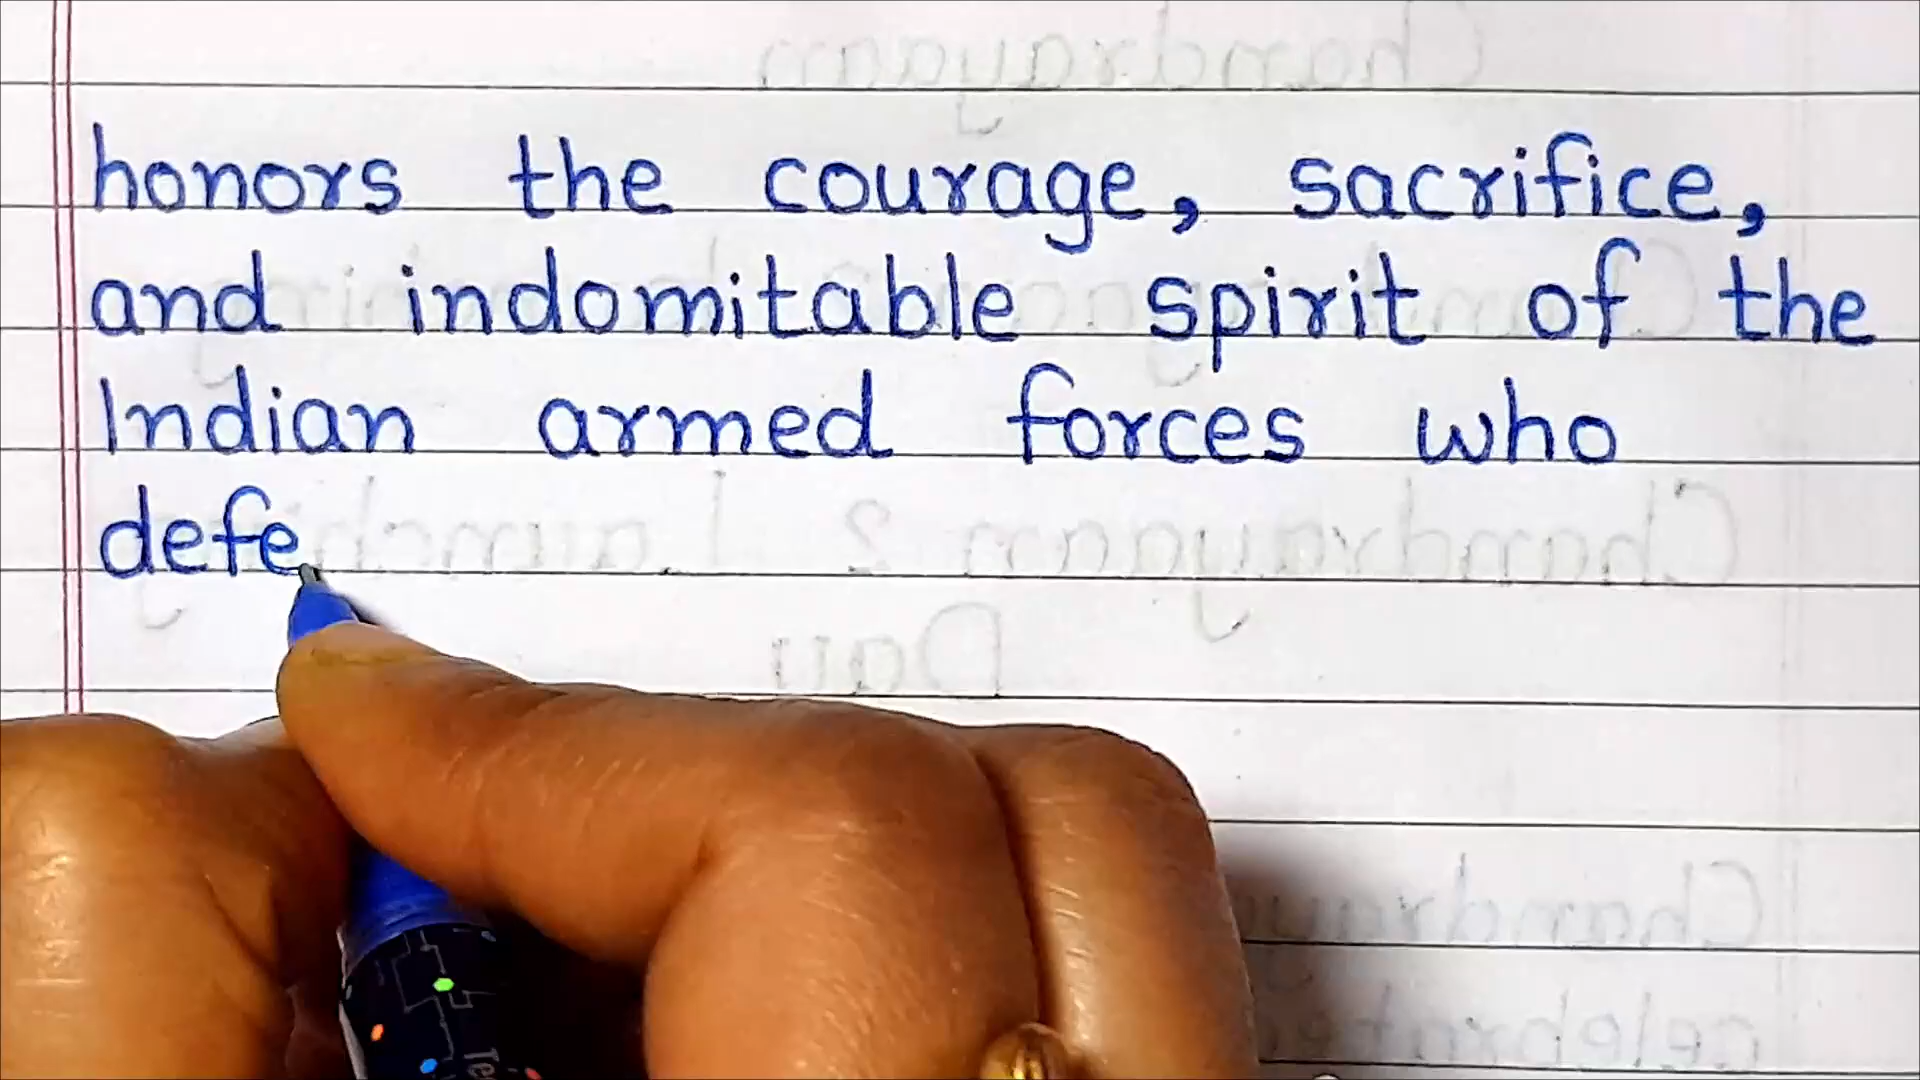 honors the courage, sacrifice,
and indomitable spirit of the
Indian armed forces who
defe